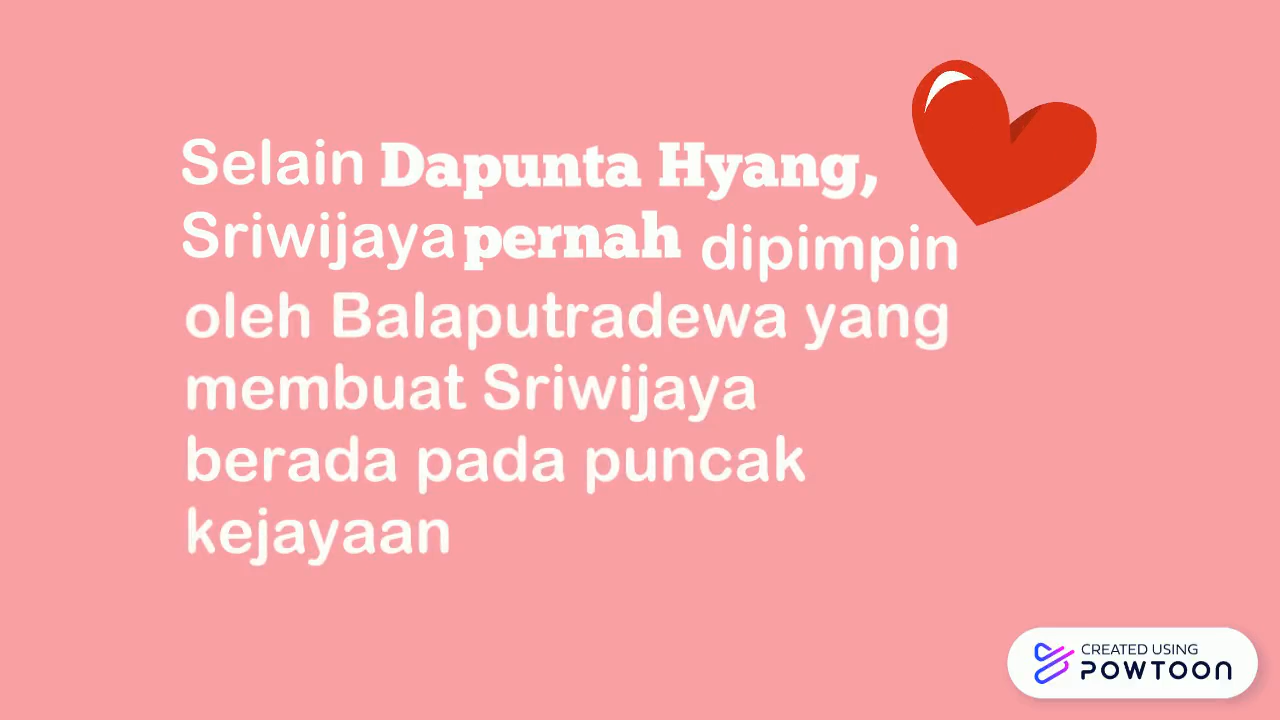 Selain Dapunta Hyang,
Sriwijaya pernah dipimpin
oleh Balaputradewa yang
membuat Sriwijaya
berada pada puncak
kejayaan
CREATED USING
POWTOON